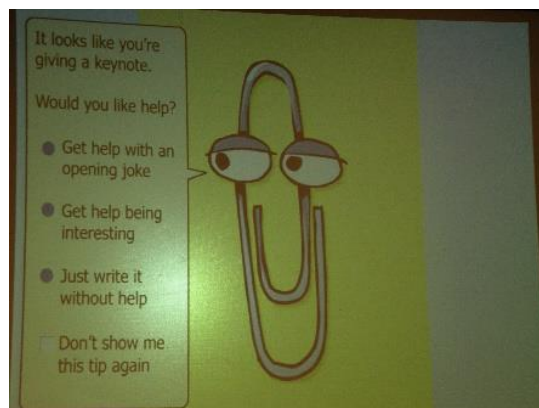 It looks like you're
giving a keynote.
Would you like help?
Get help with an
opening joke
Get help being
interesting
Just write it
without help
Don't show me
this tip again